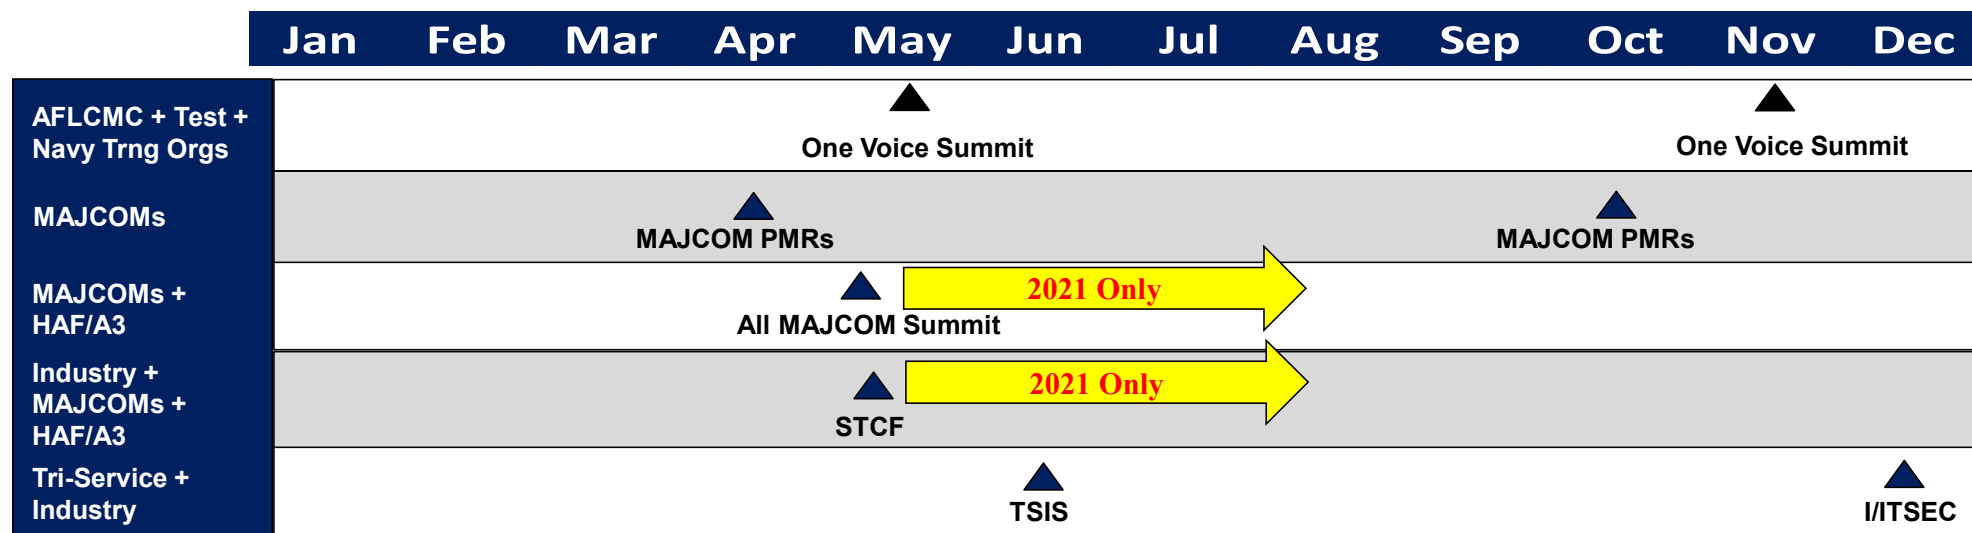 Jan Feb Mar Apr May Jun Jul Aug Sep Oct Nov Dec
AFLCMC + Test +
Navy Trng Orgs
One Voice Summit
One Voice Summit
MAJCOMs
MAJCOM PMRs
MAJCOM PMRs
MAJCOMs +
HAF/A3
2021 Only
All MAJCOM Summit
Industry +
MAJCOMs +
HAF/A3
2021 Only
STCF
Tri-Service +
Industry
TSIS
I/ITSEC